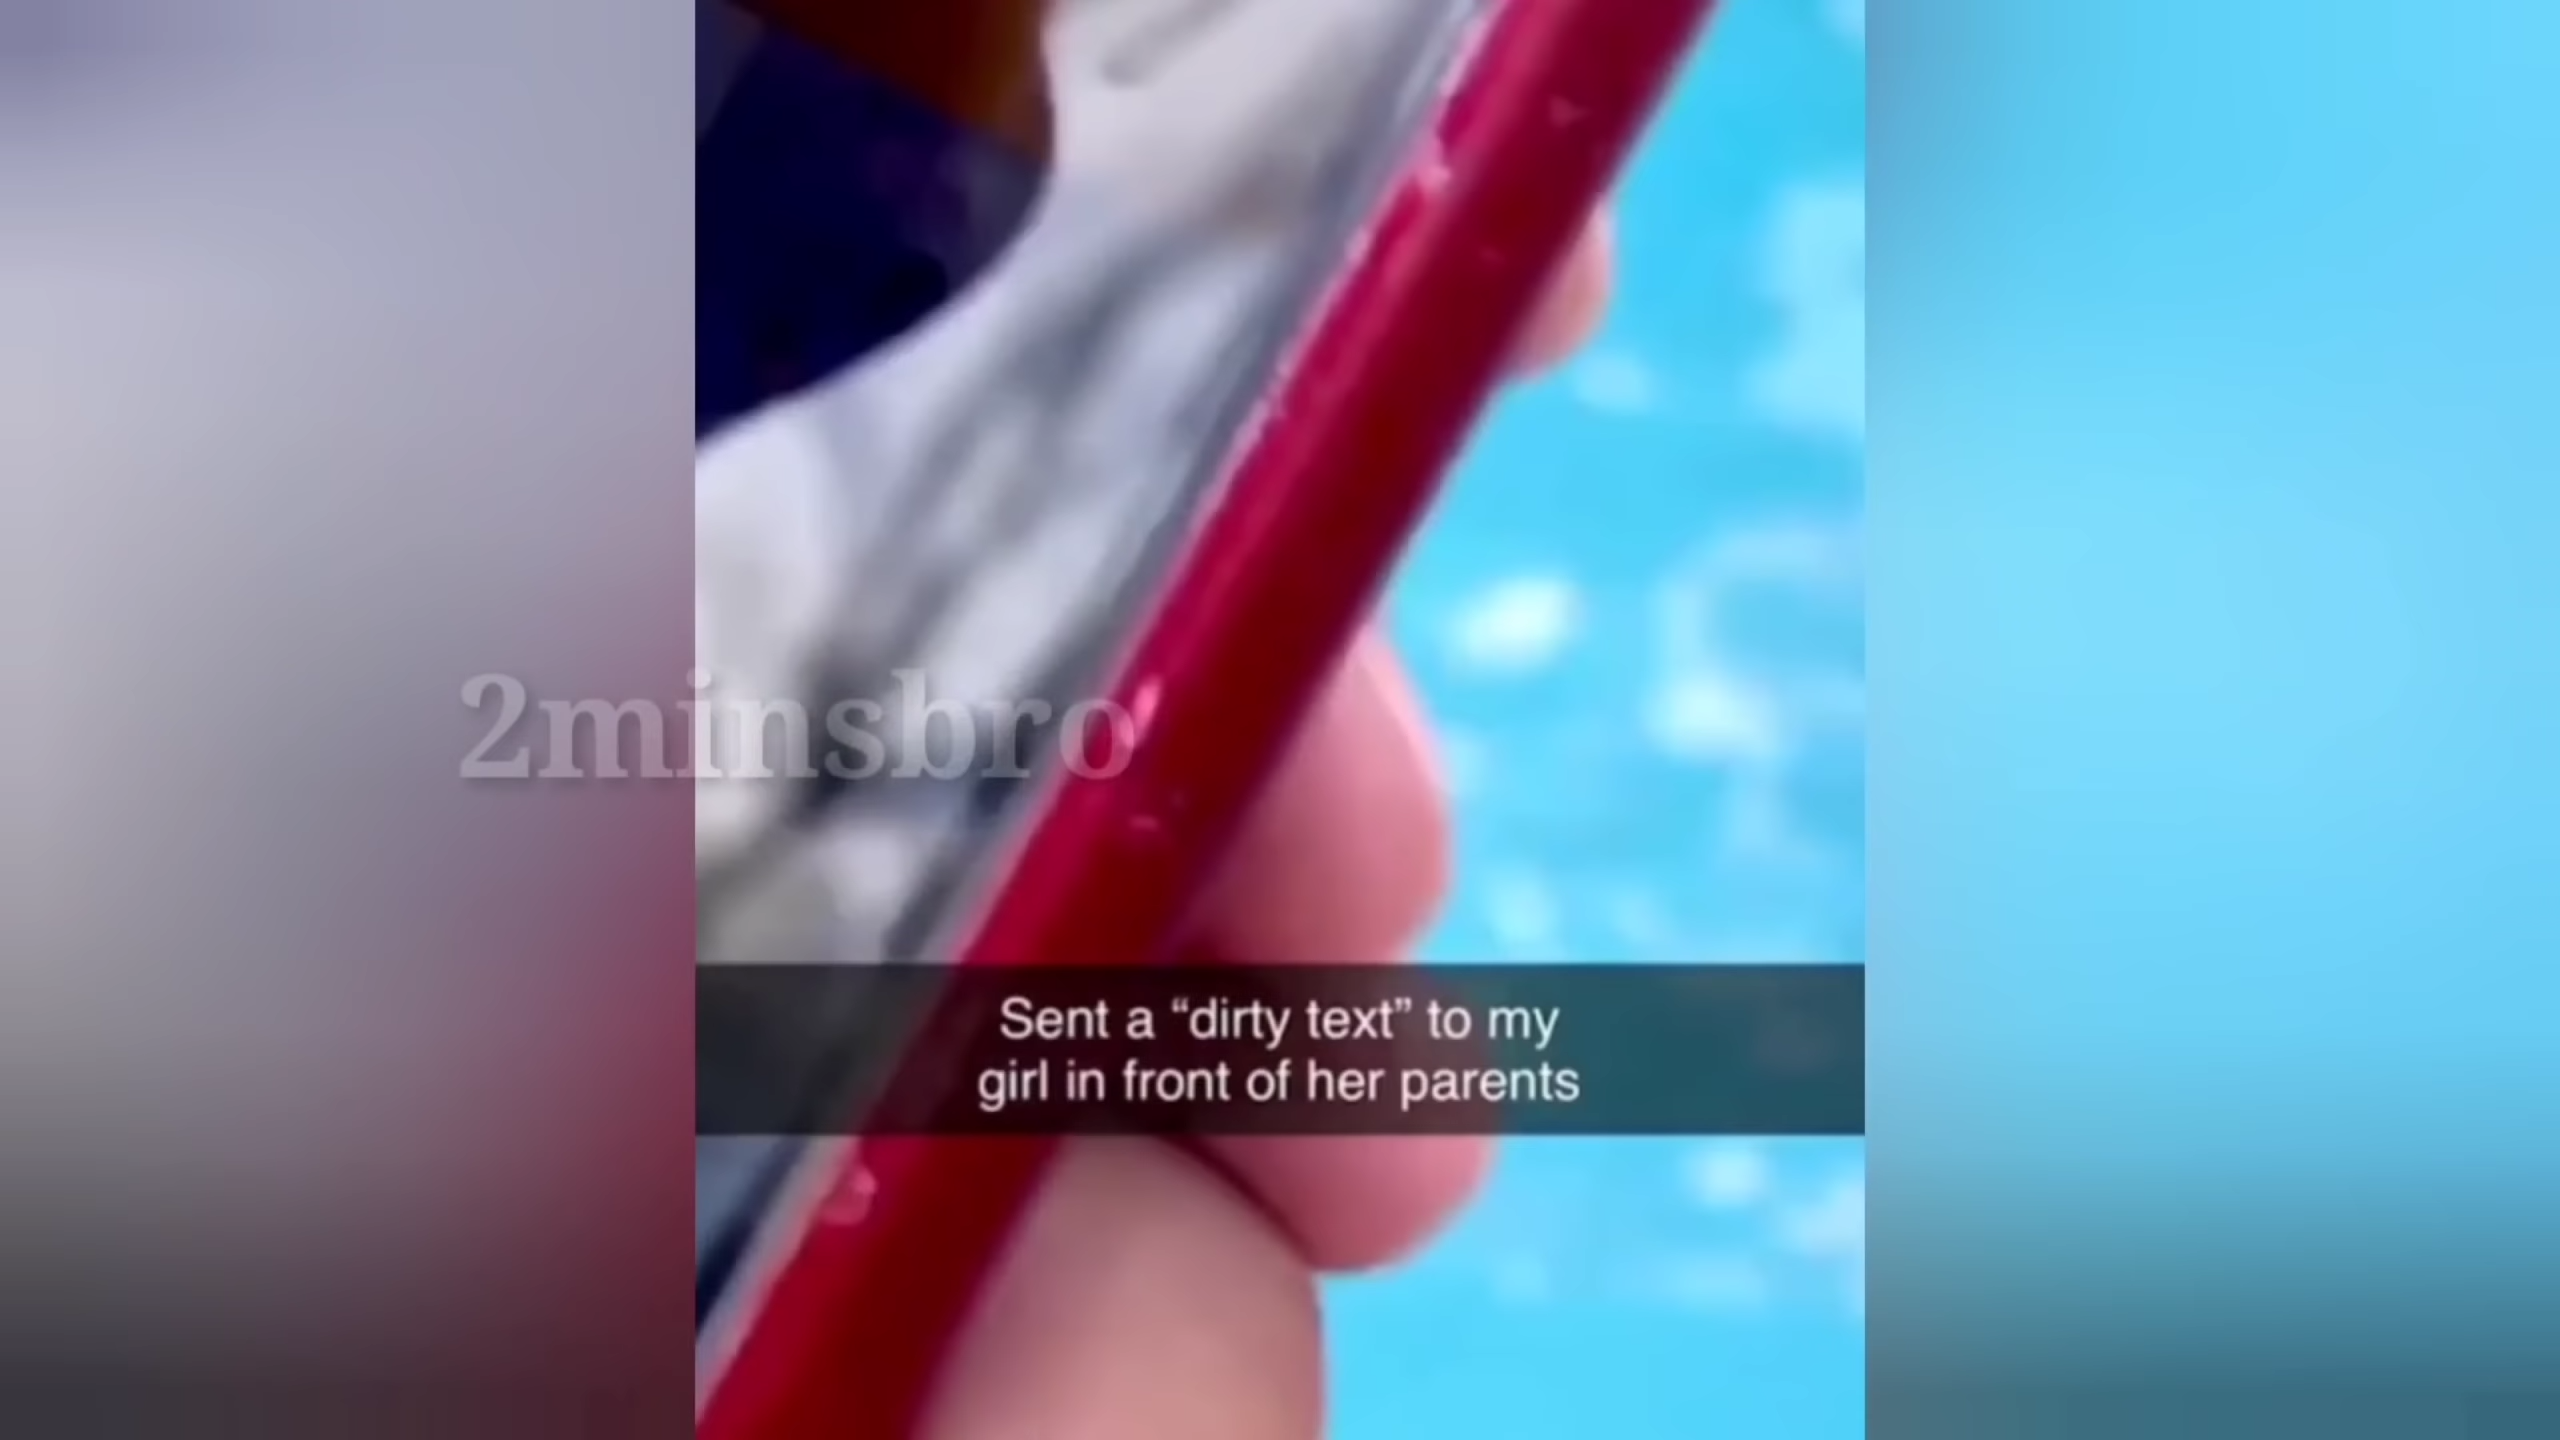 2minsbro
Sent a “dirty text” to my
girl in front of her parents